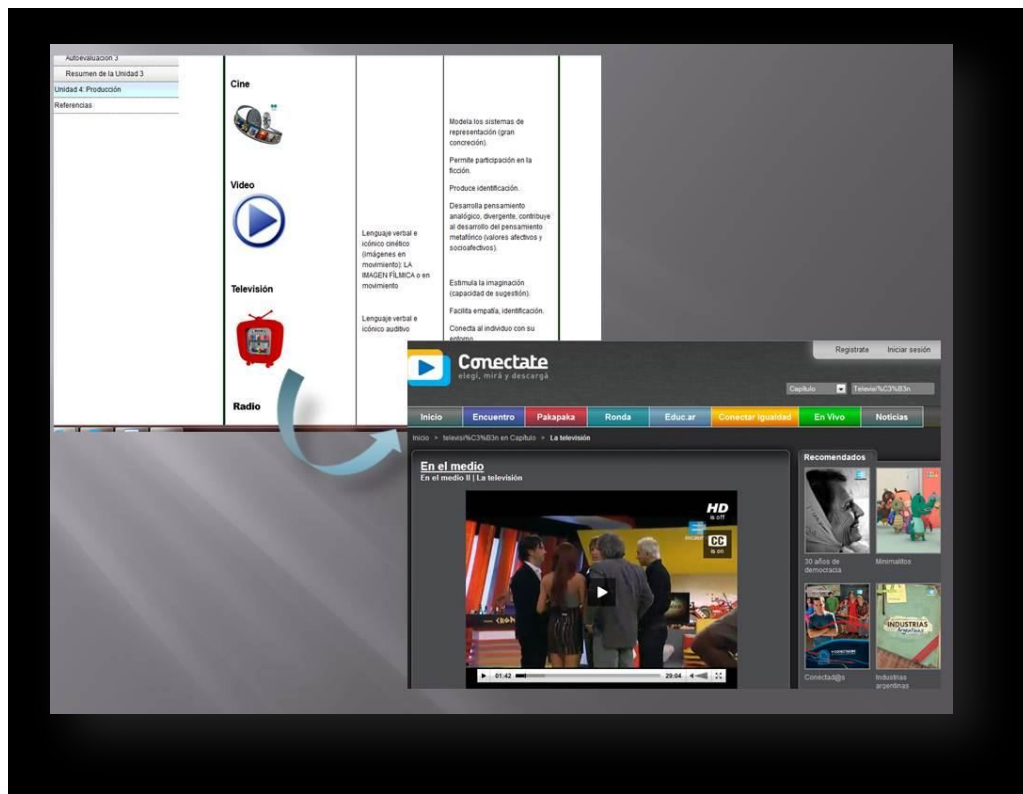 Autoevaluación 3
Resumen de la Unidad 3
Unidad 4: Producción
Referencias
Cine
Video
Televisión
Radio
Lenguaje verbal e
icónico cinético
(imágenes en
movimiento): LA
IMAGEN FÍLMICA o en
movimiento
Lenguaje verbal e
icónico auditivo
Modela los sistemas de
representación (gran
concreción).
Permite participación en la
ficción.
Produce identificación.
Desarrolla pensamiento
analógico, divergente, contribuye
al desarrollo del pensamiento
metafórico (valores afectivos y
socioafectivos).
Estimula la imaginación
(capacidad de sugestión).
Facilita empatía, identificación.
Conecta al individuo con su
entorno
Conectate
elegí, mirá y descargá
Registrate Iniciar sesión
Capítulo Televisi%C3%B3n
Inicio Encuentro Pakapaka Ronda Educ.ar Conectar Igualdad En Vivo Noticias
Inicio > televisi%C3%B3n en Capítulo > La televisión
En el medio
En el medio II | La televisión
HD
is off
CC
is on
01:42 29:04
Recomendados
30 años de
democracia
Minimalitos
INDUSTRIAS
Argentinas
Conectad@s
Industrias
argentinas